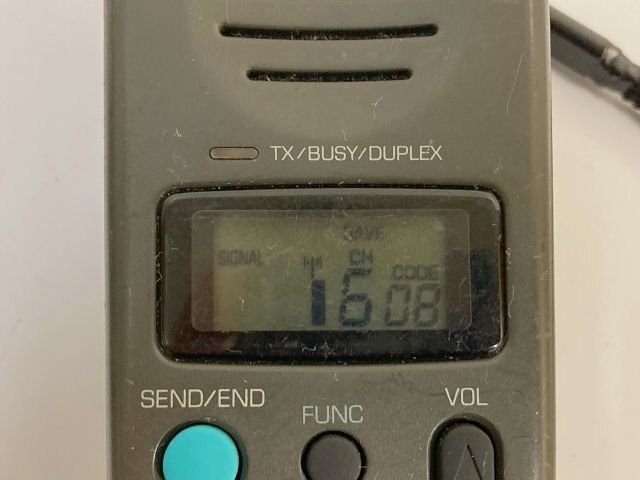 TX/BUSY/DUPLEX
SAVE
SIGNAL CH
CODE
16 08
SEND/END FUNC VOL